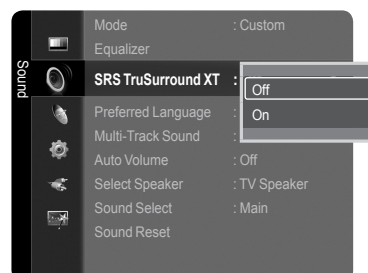 Sound
Mode : Custom
Equalizer
SRS TruSurround XT :
Off
On
Preferred Language :
Multi-Track Sound :
Auto Volume : Off
Select Speaker : TV Speaker
Sound Select : Main
Sound Reset